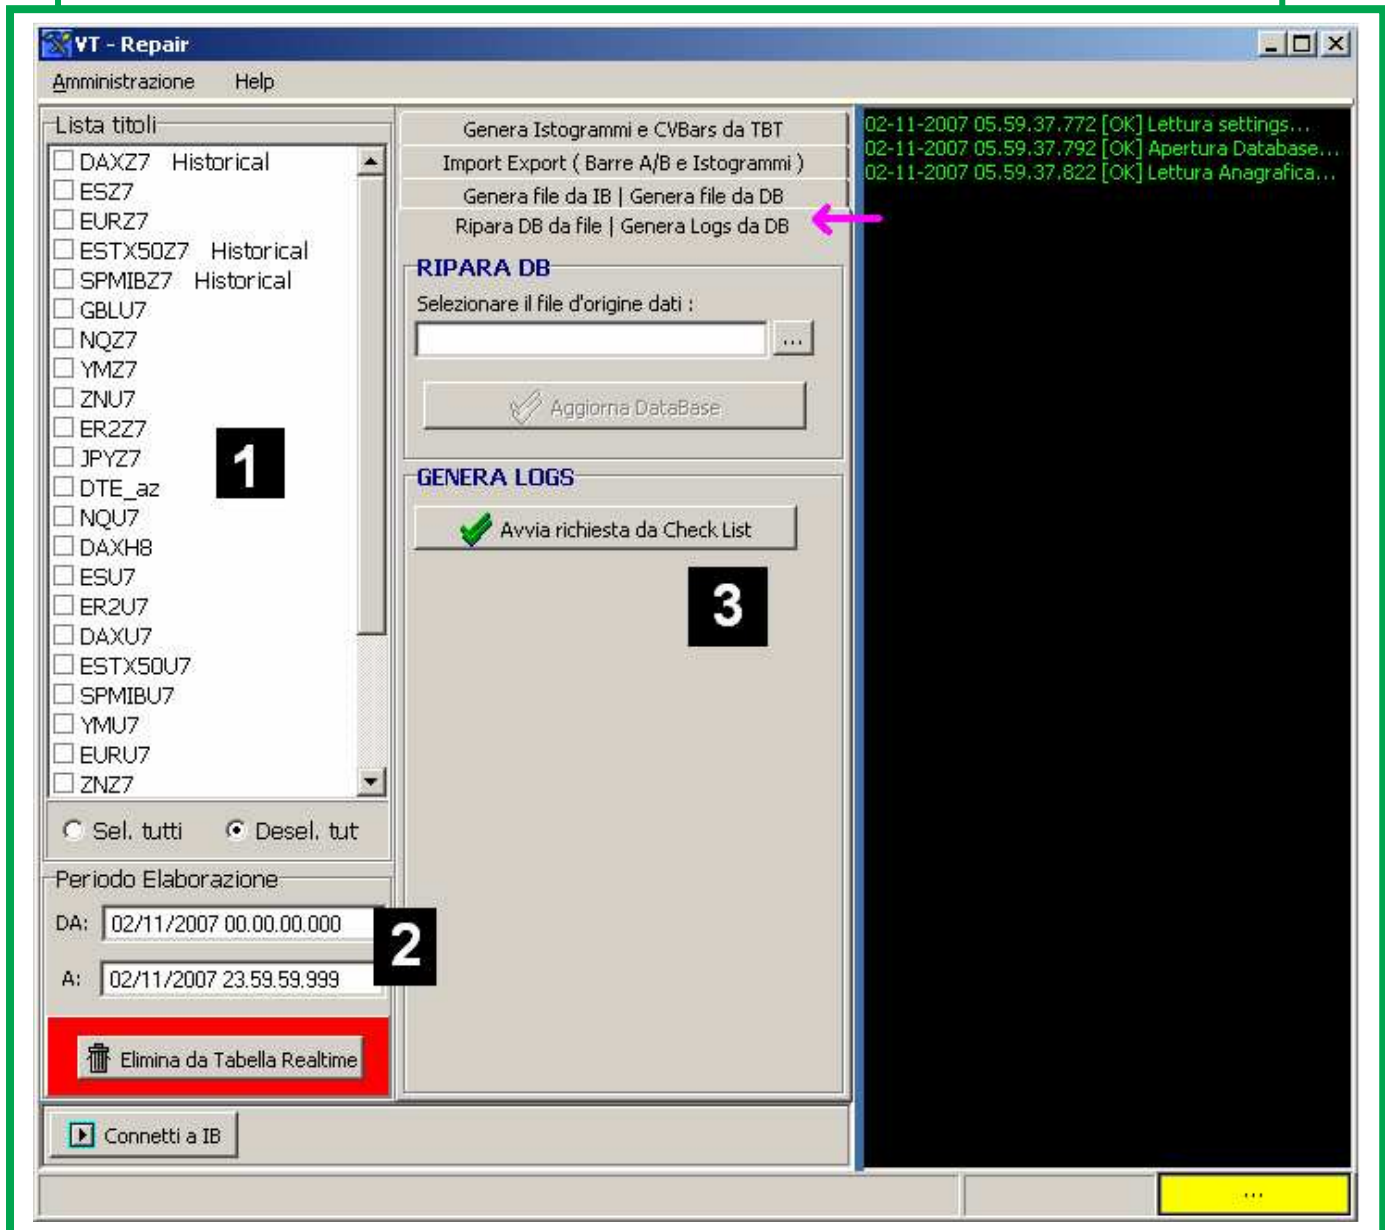 VT - Repair
Amministrazione Help
Lista titoli
DAXZ7 Historical
ESZ7
EURZ7
ESTX50Z7 Historical
SPMIBZ7 Historical
GBLU7
NQZ7
YMZ7
ZNU7
ER2Z7
JPYZ7
DTE_az
NQU7
DAXH8
ESU7
ER2U7
DAXU7
ESTX50U7
SPMIBU7
YMU7
EURU7
ZNZ7
1
Sel. tutti Desel. tut
Periodo Elaborazione
DA: 02/11/2007 00.00.00.000
A: 02/11/2007 23.59.59.999
2
Elimina da Tabella Realtime
Connetti a IB
Genera Istogrammi e CVBars da TBT
Import Export ( Barre A/B e Istogrammi )
Genera file da IB | Genera file da DB
Ripara DB da file | Genera Logs da DB
RIPARA DB
Selezionare il file d'origine dati :
...
Aggiorna DataBase
GENERA LOGS
Avvia richiesta da Check List
3
02-11-2007 05.59.37.772 [OK] Lettura settings...
02-11-2007 05.59.37.792 [OK] Apertura Database...
02-11-2007 05.59.37.822 [OK] Lettura Anagrafica...
...